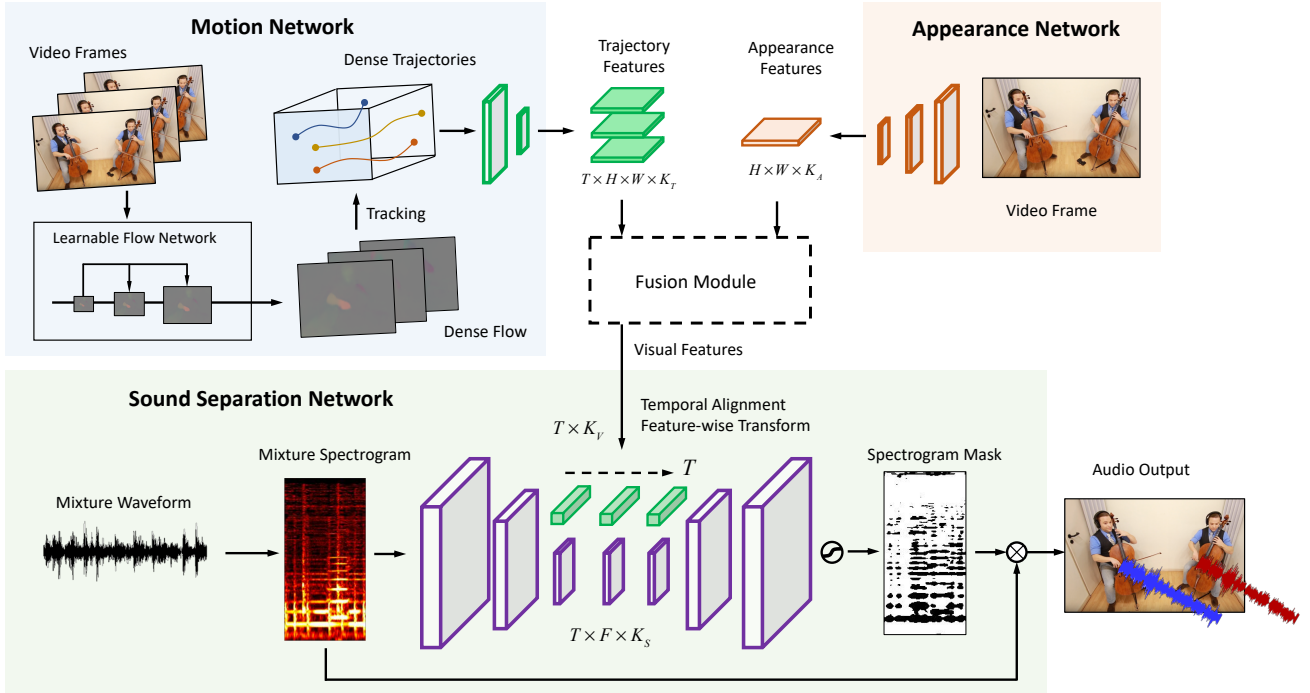 Motion Network
Video Frames
Dense Trajectories
Tracking
Learnable Flow Network
Dense Flow
Trajectory
Features
T × H × W × K_T
Appearance
Features
H × W × K_A
Appearance Network
Video Frame
Fusion Module
Visual Features
Sound Separation Network
Temporal Alignment
Feature-wise Transform
T × K_V
T
Mixture Waveform
Mixture Spectrogram
T × F × K_S
Spectrogram Mask
Audio Output